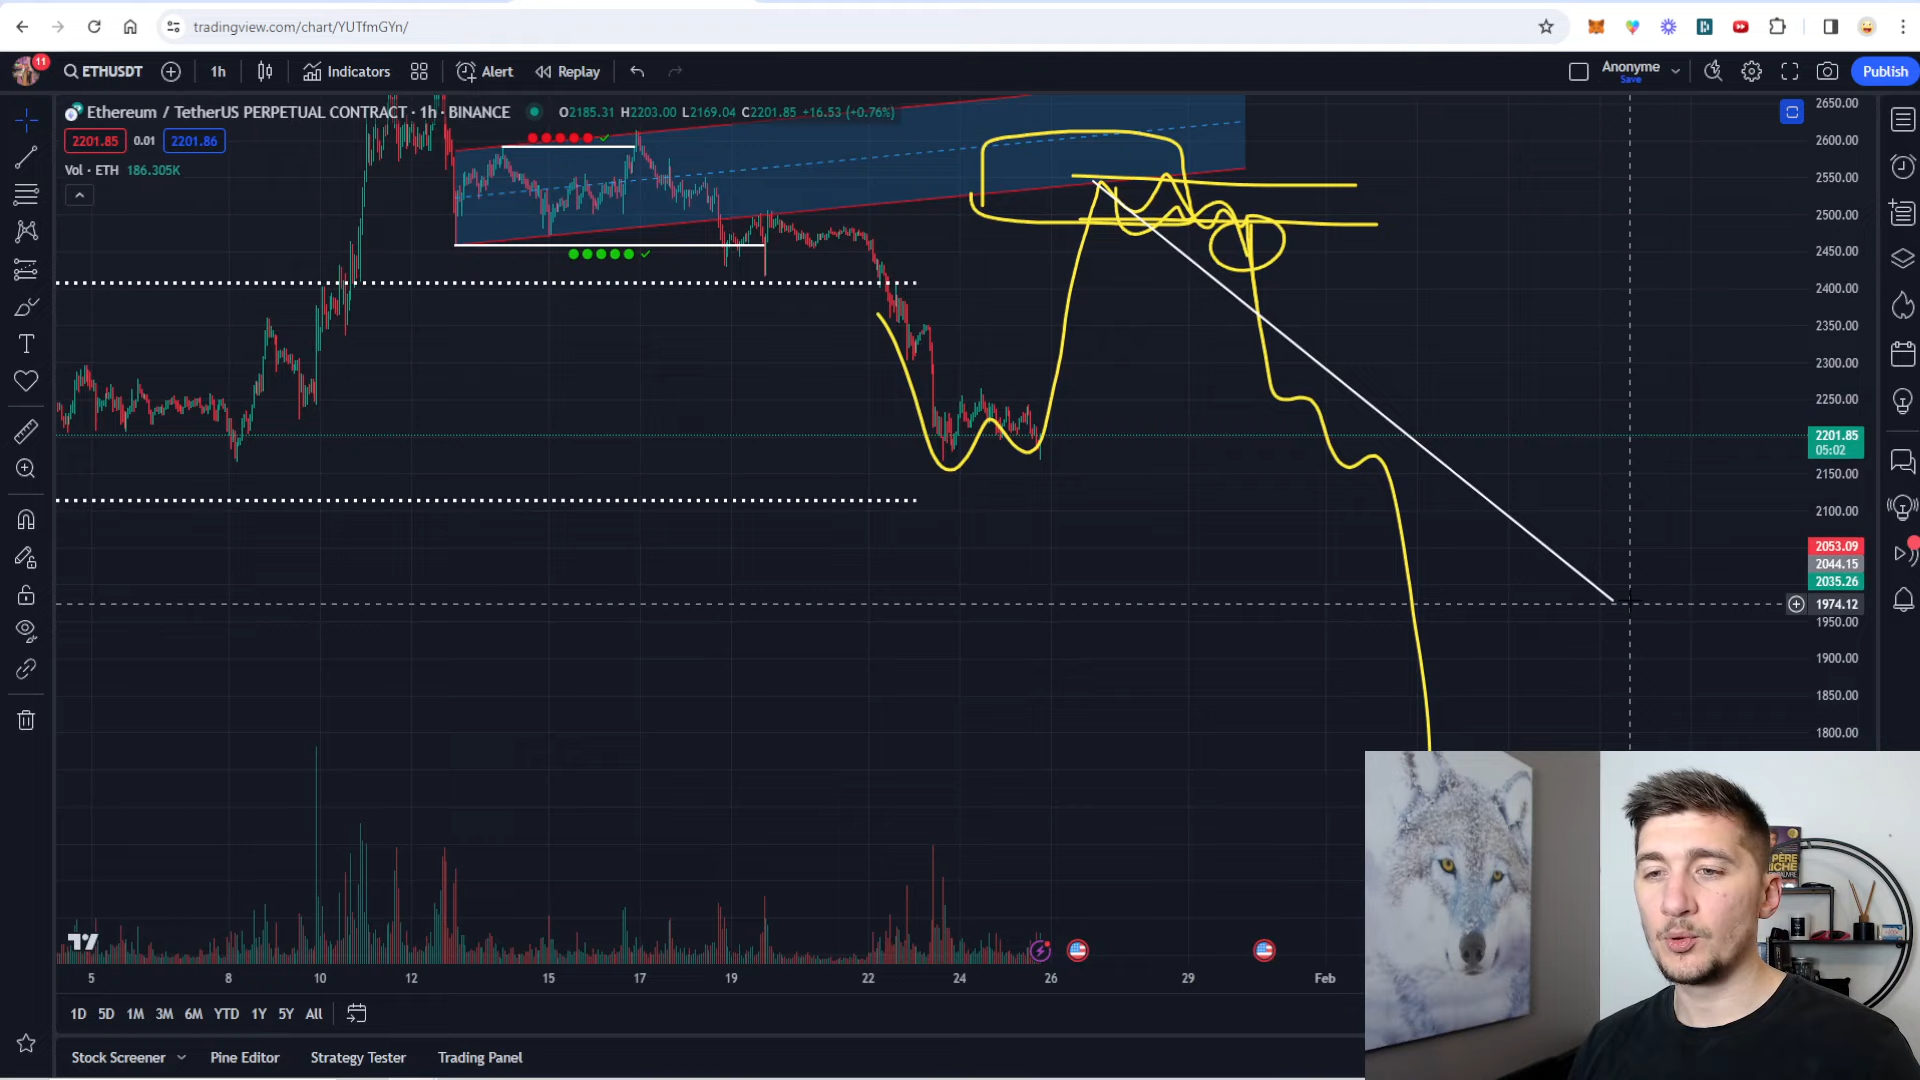 tradingview.com/chart/YUTfmGYn/
11
ETHUSDT
1h
Indicators
Alert
Replay
Anonyme
Save
Publish
Ethereum / TetherUS PERPETUAL CONTRACT · 1h · BINANCE
O2185.31 H2203.00 L2169.04 C2201.85 +16.53 (+0.76%)
2201.85
0.01
2201.86
Vol · ETH 186.305K
2650.00
2600.00
2550.00
2500.00
2450.00
2400.00
2350.00
2300.00
2250.00
2201.85
05:02
2150.00
2100.00
2053.09
2044.15
2035.26
1974.12
1950.00
1900.00
1850.00
1800.00
PÈRE
RICHE
5 8 10 12 15 17 19 22 24 26 29 Feb
1D 5D 1M 3M 6M YTD 1Y 5Y All
Stock Screener
Pine Editor
Strategy Tester
Trading Panel